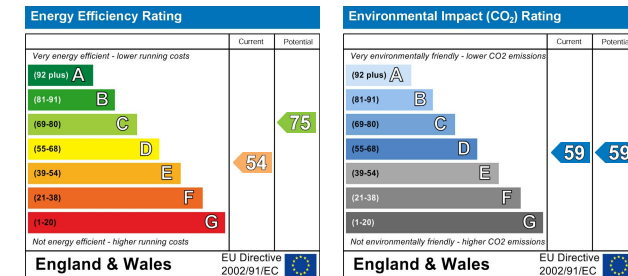 Energy Efficiency Rating
Current Potential
Very energy efficient - lower running costs
(92 plus) A
(81-91) B
(69-80) C
75
(55-68) D
54
(39-54) E
(21-38) F
(1-20) G
Not energy efficient - higher running costs
England & Wales
EU Directive
2002/91/EC
Environmental Impact (CO2) Rating
Current Potential
Very environmentally friendly - lower CO2 emissions
(92 plus) A
(81-91) B
(69-80) C
(55-68) D
59 59
(39-54) E
(21-38) F
(1-20) G
Not environmentally friendly - higher CO2 emissions
England & Wales
EU Directive
2002/91/EC